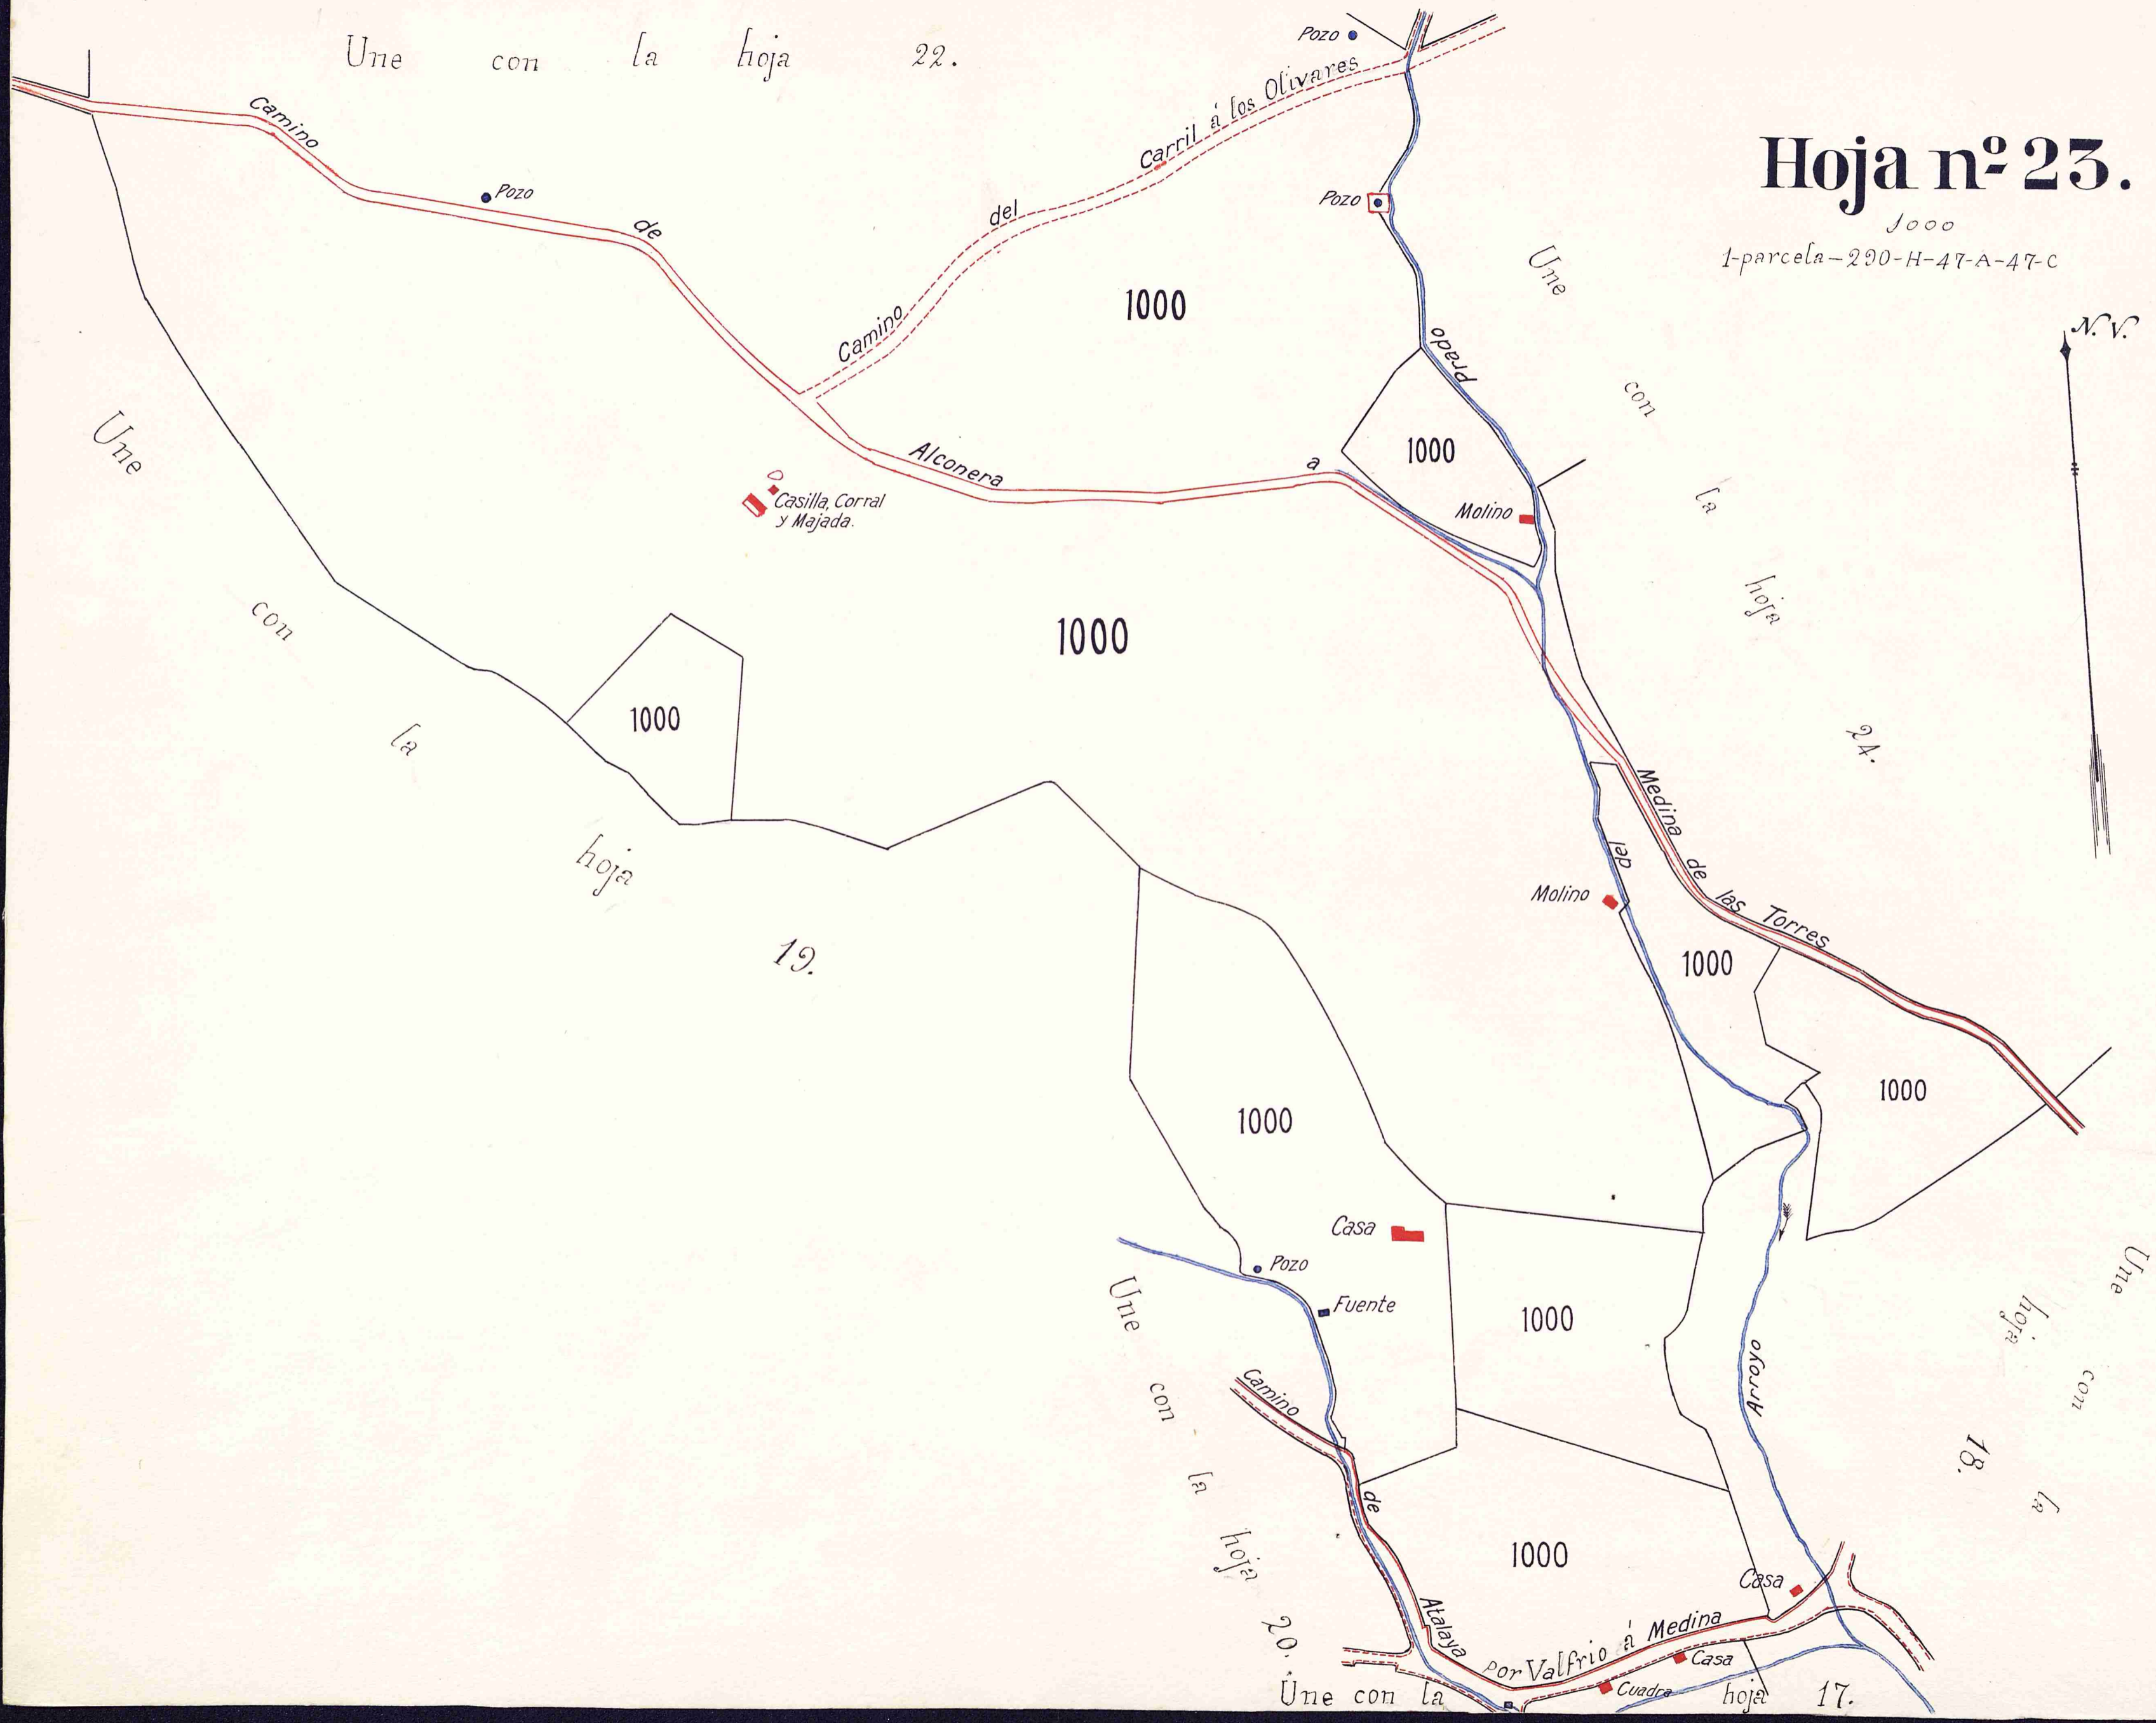 Une con la hoja 22.
Pozo
Hoja nº 23.
1000
1-parcela-290-H-47-A-47-C
N.V.
Camino de Alconera a Medina de las Torres
Pozo
Camino del Carril á los Olivares
Pozo
1000
Une con la hoja 24.
Arroyo del Prado
1000
Molino
Casilla, Corral
y Majada.
1000
1000
Une con la hoja 19.
Molino
1000
1000
1000
Casa
Pozo
Fuente
1000
Une con la hoja 18.
Une con la hoja 20.
Camino de Atalaya por Valfrio á Medina
1000
Casa
Casa
Cuadra
Une con la hoja 17.